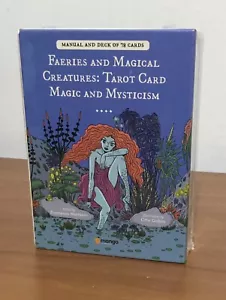 MANUAL AND DECK OF 78 CARDS
FAERIES AND MAGICAL
CREATURES: TAROT CARD
MAGIC AND MYSTICISM
mango